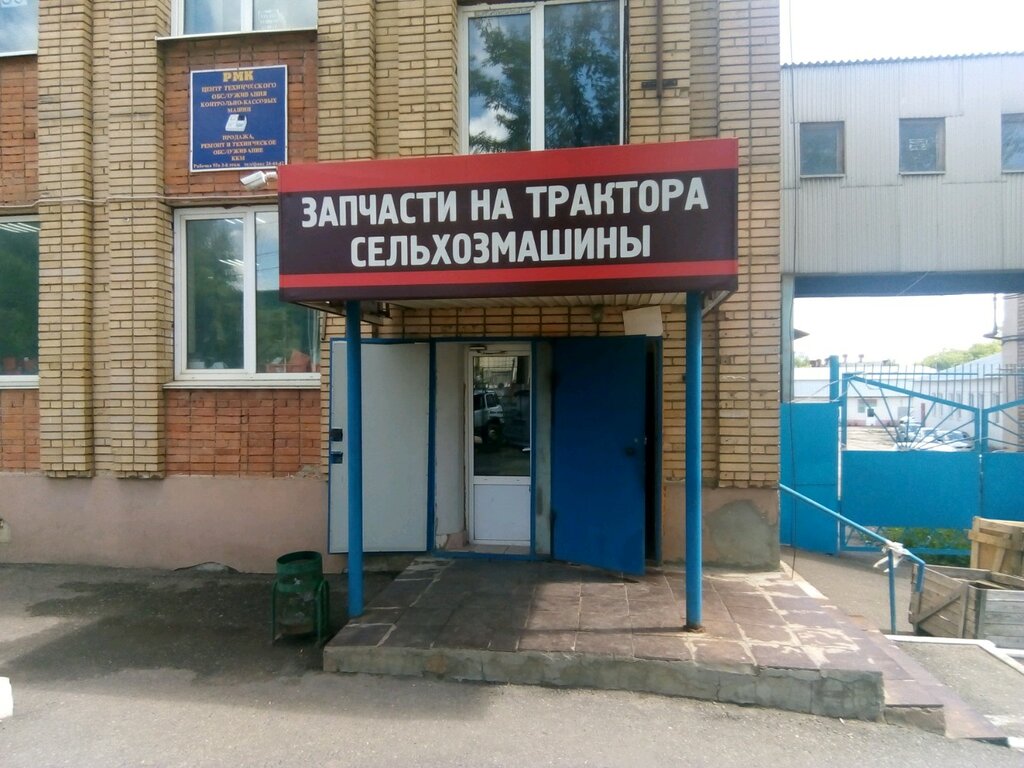 РМК
ЦЕНТР ТЕХНИЧЕСКОГО
ОБСЛУЖИВАНИЯ
КОНТРОЛЬНО-КАССОВЫХ
МАШИН
ПРОДАЖА,
РЕМОНТ И ТЕХНИЧЕСКОЕ
ОБСЛУЖИВАНИЕ
ККМ
ЗАПЧАСТИ НА ТРАКТОРА
СЕЛЬХОЗМАШИНЫ